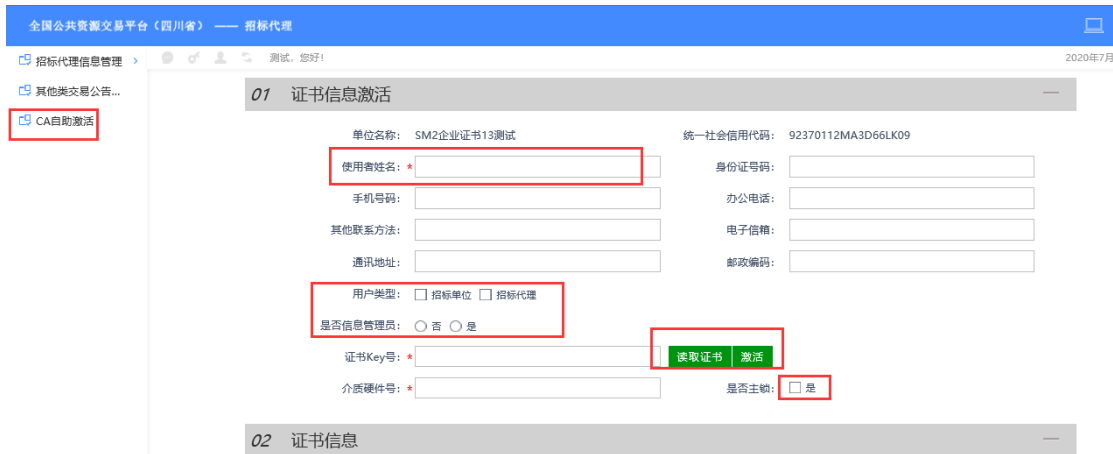 全国公共资源交易平台（四川省） —— 招标代理
招标代理信息管理 >
测试，您好！
2020年7月
其他类交易公告...
CA自助激活
01 证书信息激活
单位名称： SM2企业证书13测试 统一社会信用代码： 92370112MA3D66LK09
使用者姓名：* 身份证号码：
手机号码： 办公电话：
其他联系方法： 电子信箱：
通讯地址： 邮政编码：
用户类型： 招标单位 招标代理
是否信息管理员： 否 是
证书Key号：* 读取证书 激活
介质硬件号：* 是否主锁： 是
02 证书信息